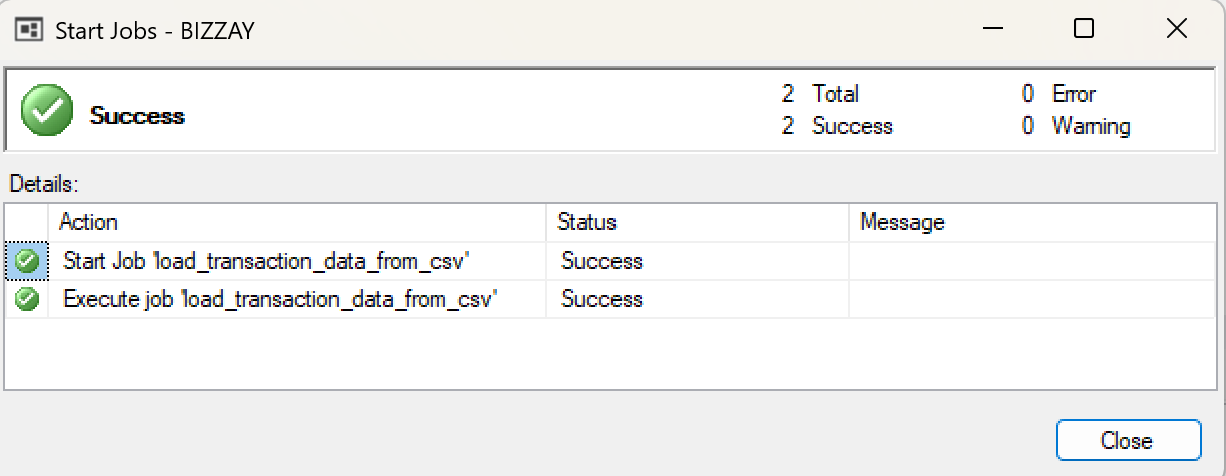 Start Jobs - BIZZAY
Success
2 Total
0 Error
2 Success
0 Warning
Details:
Action Status Message
Start Job 'load_transaction_data_from_csv' Success
Execute job 'load_transaction_data_from_csv' Success
Close